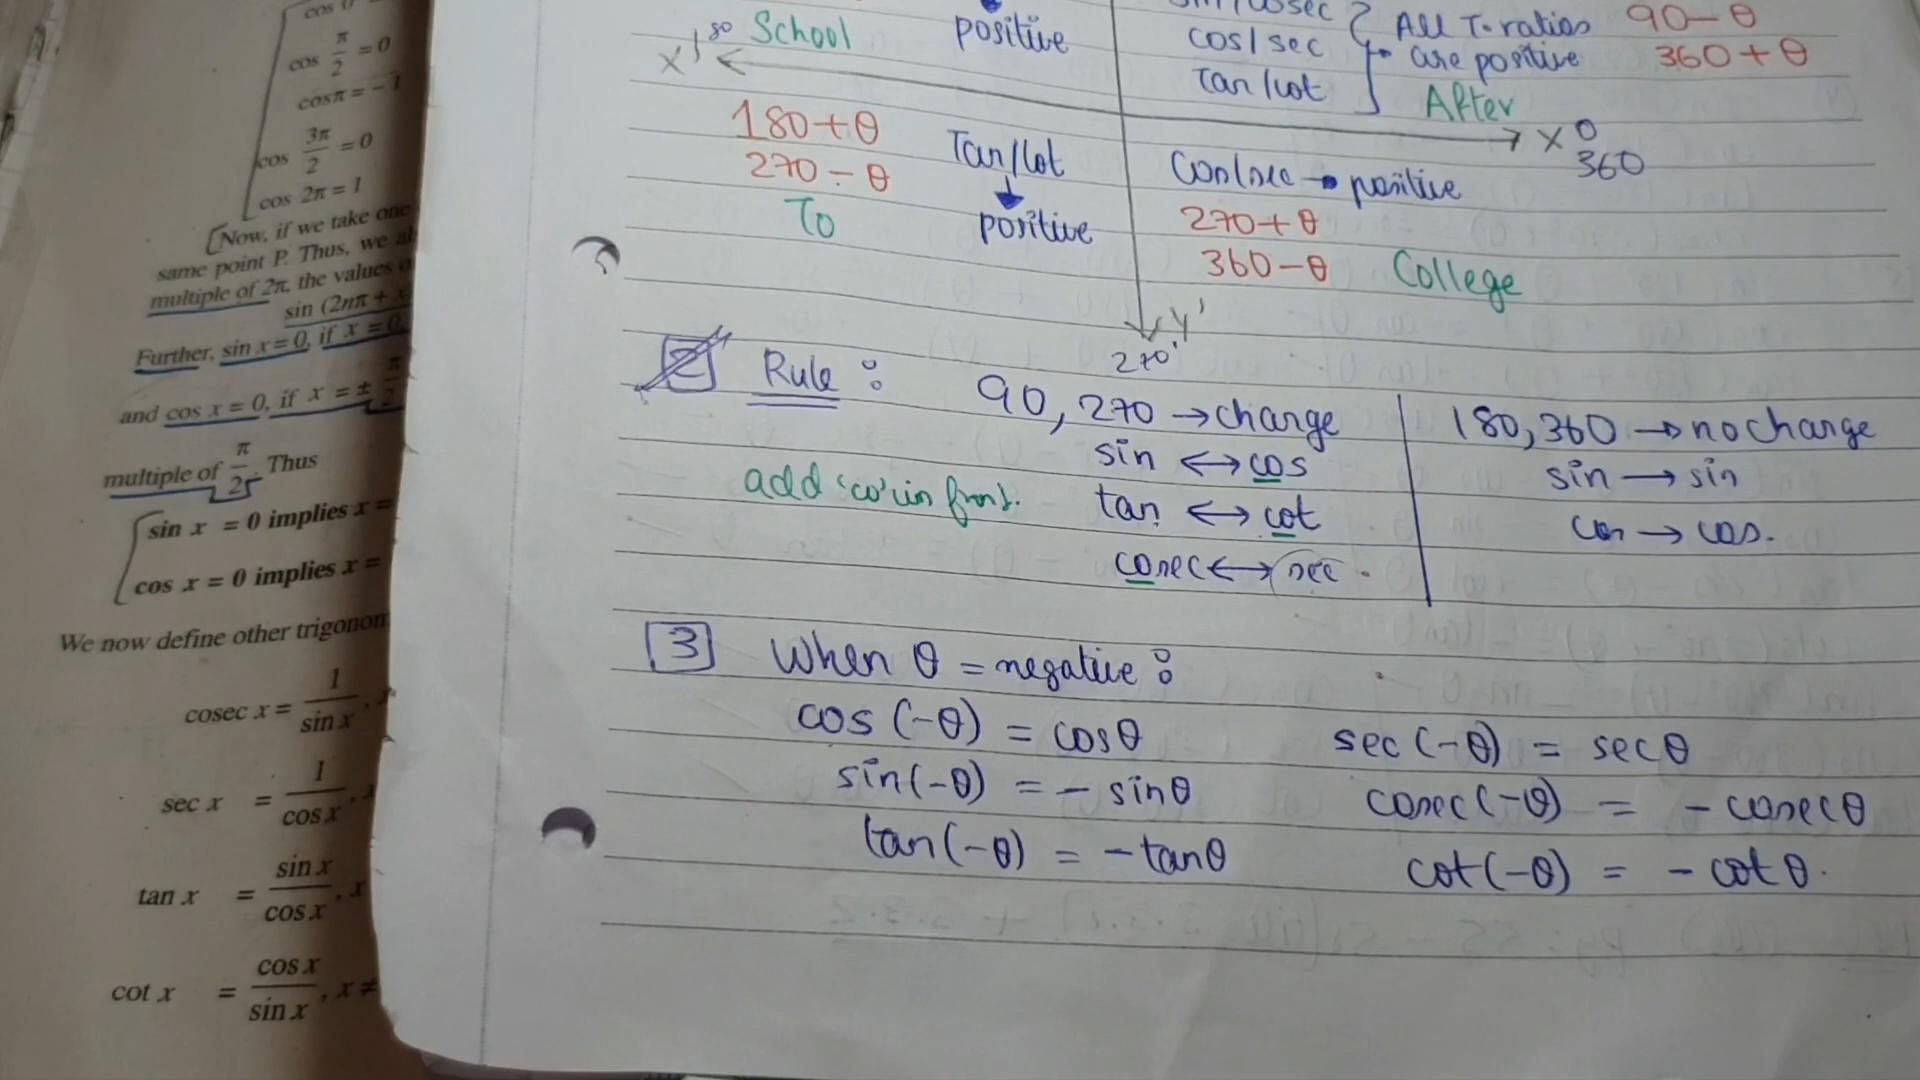 cos π/2 = 0
cos π = - 1
cos 3π/2 = 0
cos 2π = 1
[Now, if we take one
same point P. Thus, we
multiple of 2π, the values
sin (2nπ + x
Further, sin x = 0, if x = 0,
and cos x = 0, if x = ± π/2
multiple of π/2. Thus
sin x = 0 implies x =
cos x = 0 implies x =
We now define other trigonom
cosec x = 1/sin x,
sec x = 1/cos x,
tan x = sin x/cos x, x
cot x = cos x/sin x, x ≠
180 School positive
X'
cos/sec All T-ratios are positive
Tan/cot After
90-θ
360+θ
X 0
360
180+θ
270-θ
To
Tan/cot
↓
positive
Cos/sec → positive
270+θ
360-θ College
Y'
270°
2 Rule :
90, 270 → change
sin ↔ cos
add 'co' in front. tan ↔ cot
cosec ↔ sec .
180, 360 → no change
sin → sin
cos → cos.
3 When θ = negative :
cos (-θ) = cosθ sec (-θ) = secθ
sin(-θ) = - sinθ cosec (-θ) = - cosecθ
tan (-θ) = - tanθ cot (-θ) = - cot θ.